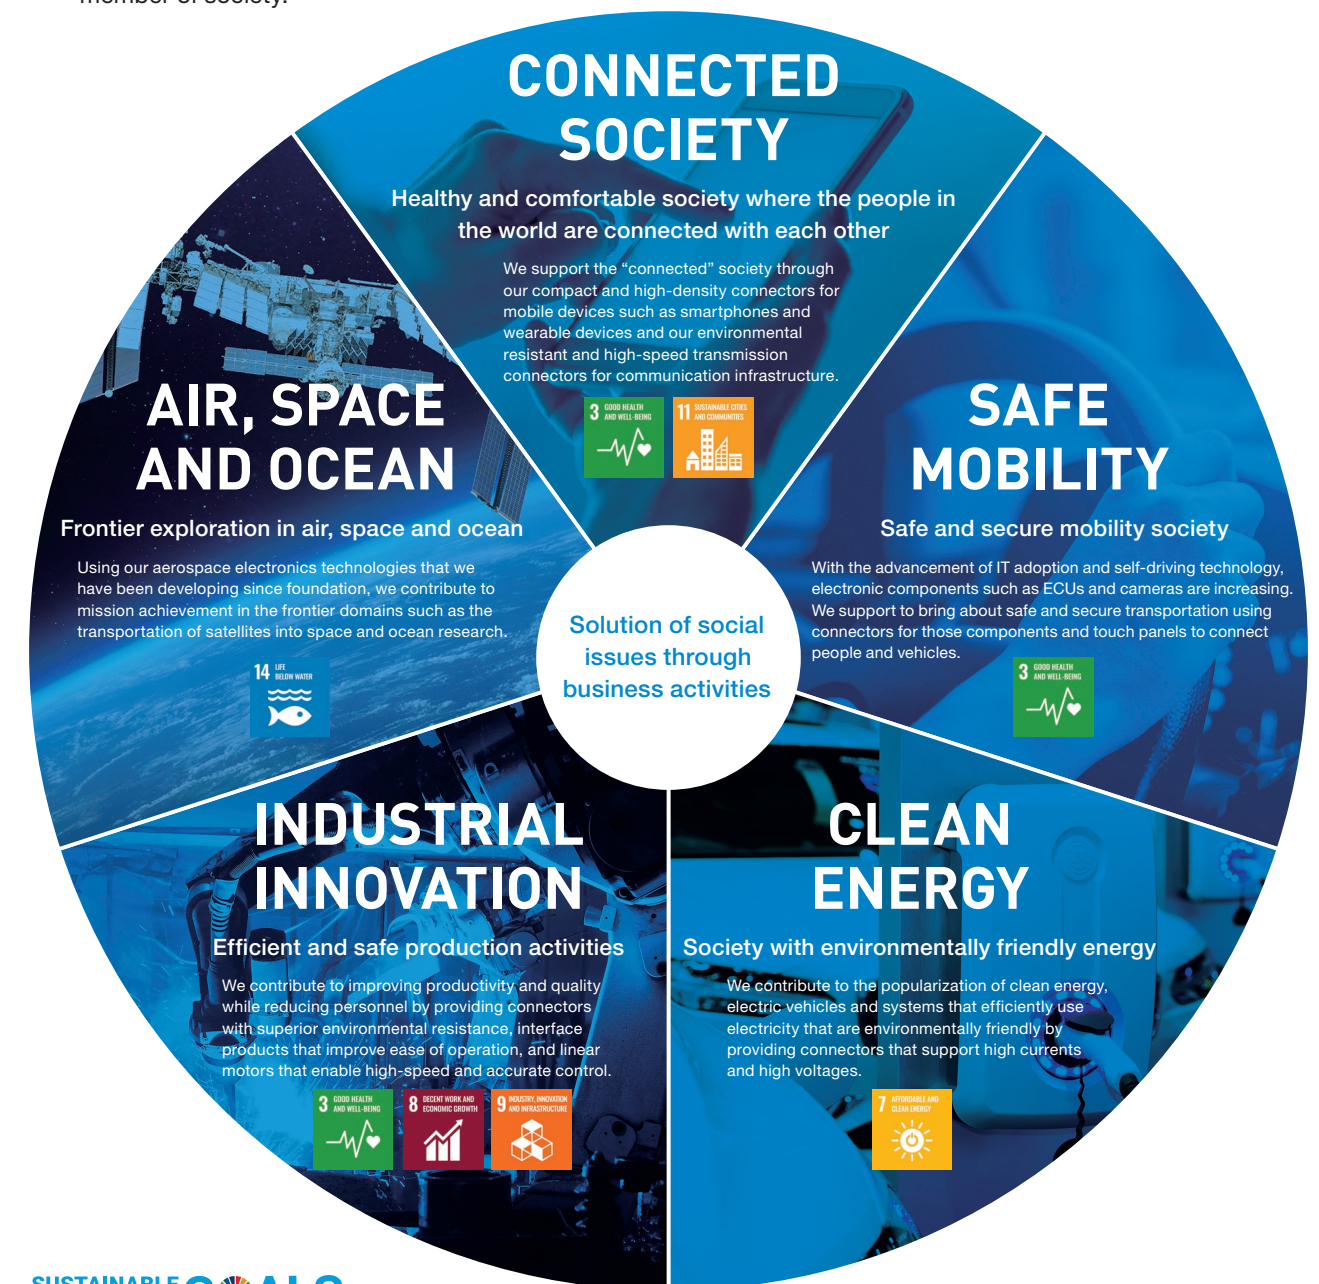 member of society.
CONNECTED
SOCIETY
Healthy and comfortable society where the people in
the world are connected with each other
We support the “connected” society through
our compact and high-density connectors for
mobile devices such as smartphones and
wearable devices and our environmental
resistant and high-speed transmission
connectors for communication infrastructure.
3 GOOD HEALTH
AND WELL-BEING
11 SUSTAINABLE CITIES
AND COMMUNITIES
AIR, SPACE
AND OCEAN
Frontier exploration in air, space and ocean
Using our aerospace electronics technologies that we
have been developing since foundation, we contribute to
mission achievement in the frontier domains such as the
transportation of satellites into space and ocean research.
14 LIFE
BELOW WATER
SAFE
MOBILITY
Safe and secure mobility society
With the advancement of IT adoption and self-driving technology,
electronic components such as ECUs and cameras are increasing.
We support to bring about safe and secure transportation using
connectors for those components and touch panels to connect
people and vehicles.
3 GOOD HEALTH
AND WELL-BEING
Solution of social
issues through
business activities
INDUSTRIAL
INNOVATION
Efficient and safe production activities
We contribute to improving productivity and quality
while reducing personnel by providing connectors
with superior environmental resistance, interface
products that improve ease of operation, and linear
motors that enable high-speed and accurate control.
3 GOOD HEALTH
AND WELL-BEING
8 DECENT WORK AND
ECONOMIC GROWTH
9 INDUSTRY, INNOVATION
AND INFRASTRUCTURE
CLEAN
ENERGY
Society with environmentally friendly energy
We contribute to the popularization of clean energy,
electric vehicles and systems that efficiently use
electricity that are environmentally friendly by
providing connectors that support high currents
and high voltages.
7 AFFORDABLE AND
CLEAN ENERGY
SUSTAINABLE GOALS